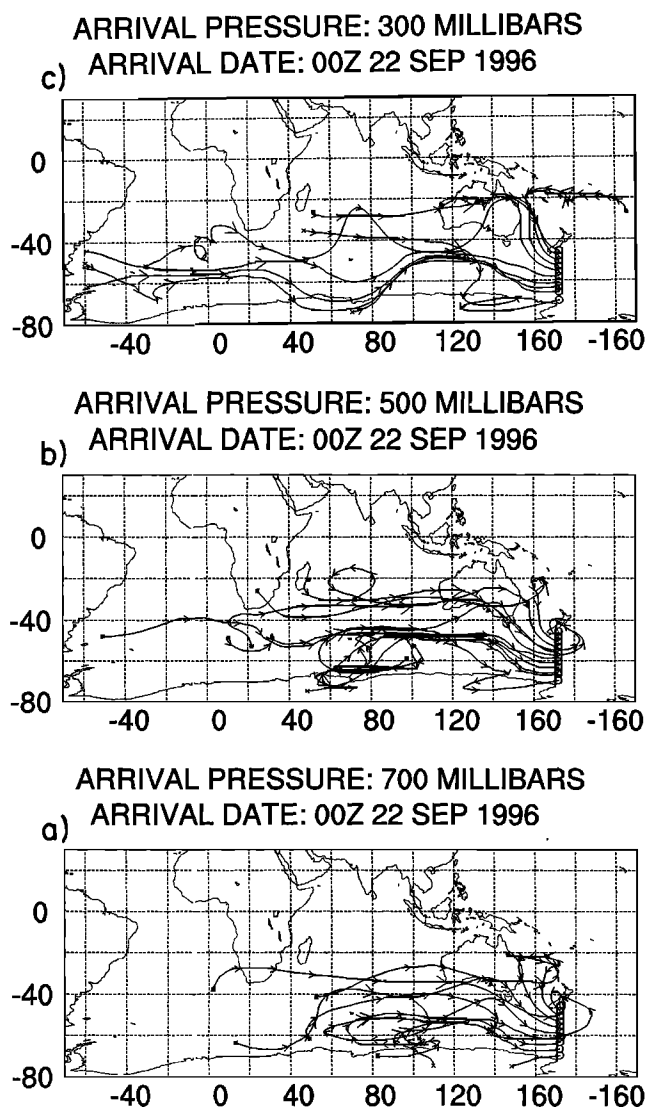 ARRIVAL PRESSURE: 300 MILLIBARS
c) ARRIVAL DATE: 00Z 22 SEP 1996
0
-40
-80
-40 0 40 80 120 160 -160
ARRIVAL PRESSURE: 500 MILLIBARS
b) ARRIVAL DATE: 00Z 22 SEP 1996
0
-40
-80
-40 0 40 80 120 160 -160
ARRIVAL PRESSURE: 700 MILLIBARS
a) ARRIVAL DATE: 00Z 22 SEP 1996
0
-40
-80
-40 0 40 80 120 160 -160